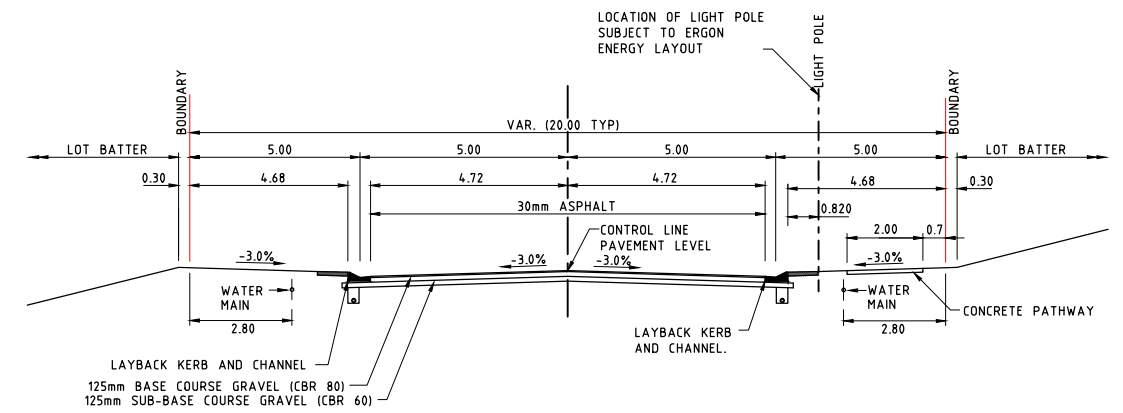 LOCATION OF LIGHT POLE
SUBJECT TO ERGON
ENERGY LAYOUT
LIGHT POLE
BOUNDARY
BOUNDARY
VAR. (20.00 TYP)
LOT BATTER
5.00
5.00
5.00
5.00
LOT BATTER
0.30
4.68
4.72
4.72
4.68
0.30
30mm ASPHALT
0.820
CONTROL LINE
PAVEMENT LEVEL
2.00
0.7
-3.0%
-3.0%
-3.0%
-3.0%
WATER
MAIN
WATER
MAIN
CONCRETE PATHWAY
2.80
2.80
LAYBACK KERB
AND CHANNEL.
LAYBACK KERB AND CHANNEL
125mm BASE COURSE GRAVEL (CBR 80)
125mm SUB-BASE COURSE GRAVEL (CBR 60)